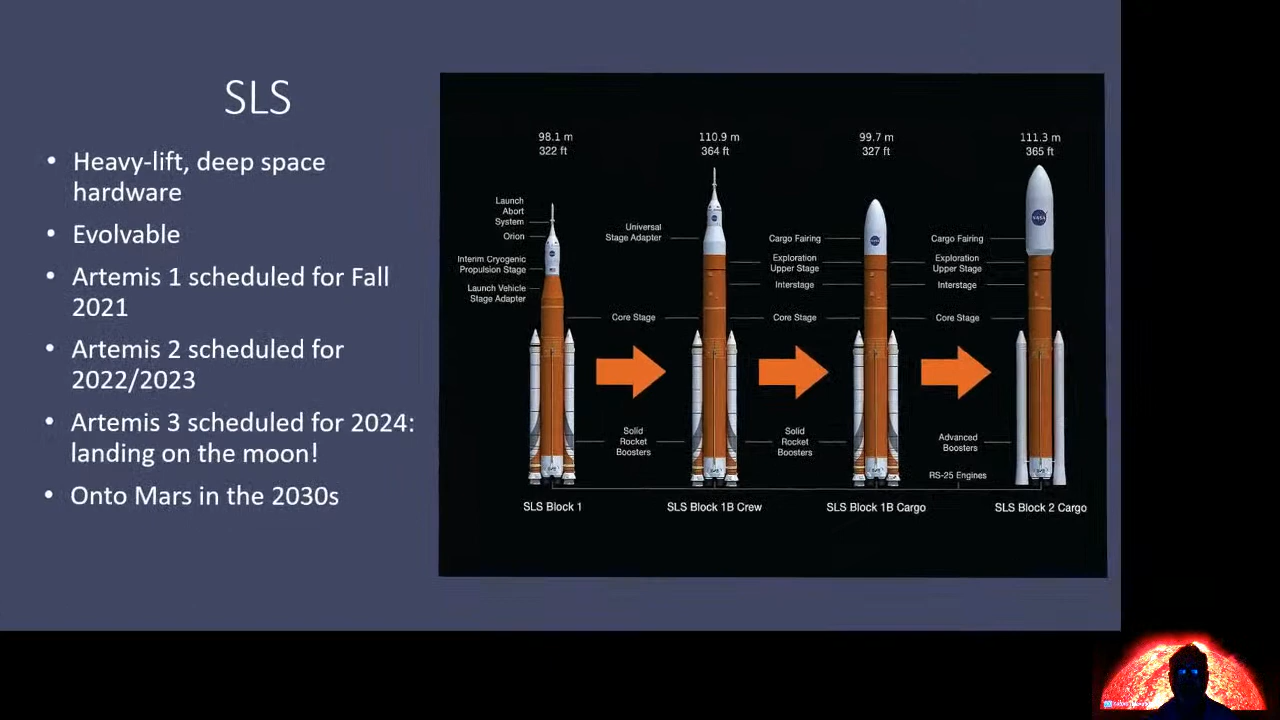 SLS
• Heavy-lift, deep space
hardware
• Evolvable
• Artemis 1 scheduled for Fall
2021
• Artemis 2 scheduled for
2022/2023
• Artemis 3 scheduled for 2024:
landing on the moon!
• Onto Mars in the 2030s
98.1 m
322 ft
110.9 m
364 ft
99.7 m
327 ft
111.3 m
365 ft
Launch
Abort
System
Orion
Interim Cryogenic
Propulsion Stage
Launch Vehicle
Stage Adapter
Universal
Stage Adapter
Core Stage
Solid
Rocket
Boosters
Cargo Fairing
Exploration
Upper Stage
Interstage
Core Stage
Solid
Rocket
Boosters
Cargo Fairing
Exploration
Upper Stage
Interstage
Core Stage
Advanced
Boosters
RS-25 Engines
NASA
NASA
SLS Block 1
SLS Block 1B Crew
SLS Block 1B Cargo
SLS Block 2 Cargo